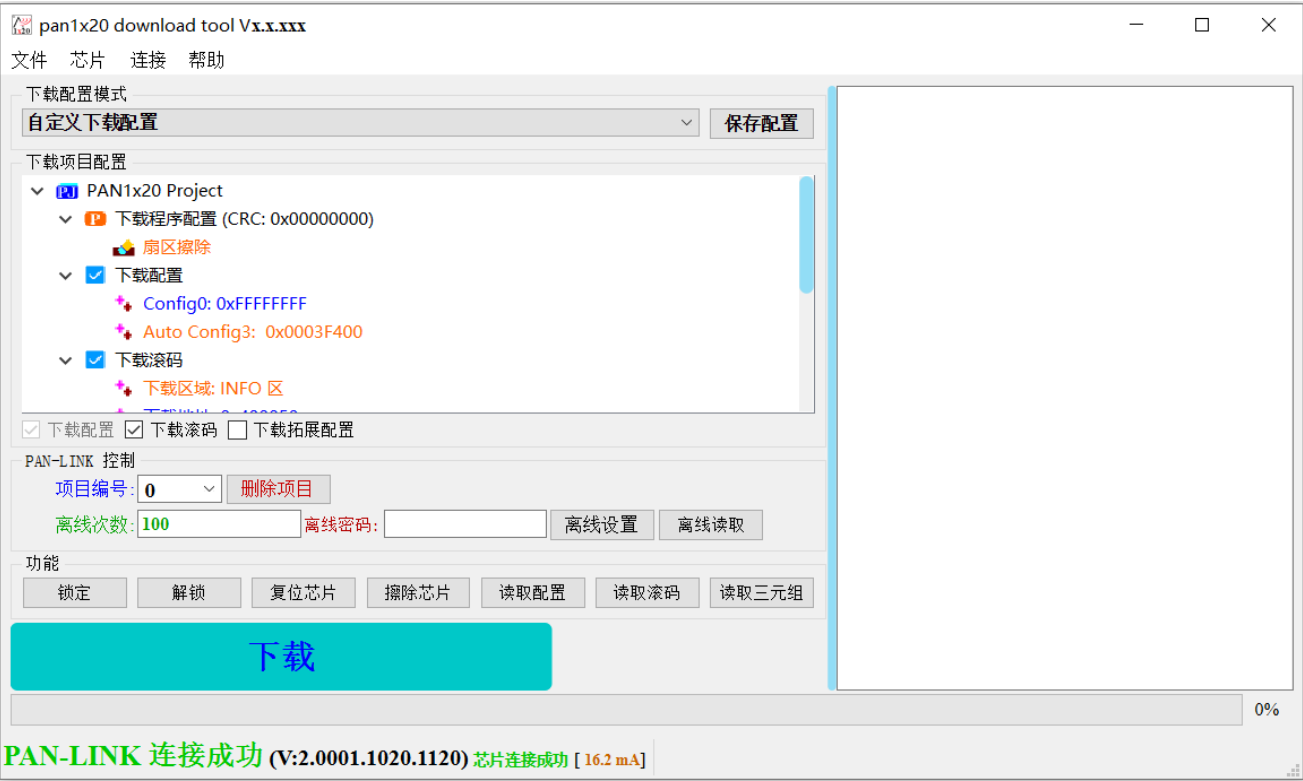 pan1x20 download tool Vx.x.xxx
文件 芯片 连接 帮助
下载配置模式
自定义下载配置 保存配置
下载项目配置
PAN1x20 Project
下载程序配置 (CRC: 0x00000000)
扇区擦除
下载配置
Config0: 0xFFFFFFFF
Auto Config3: 0x0003F400
下载滚码
下载区域: INFO 区
下载配置 下载滚码 下载拓展配置
PAN-LINK 控制
项目编号: 0 删除项目
离线次数: 100 离线密码: 离线设置 离线读取
功能
锁定 解锁 复位芯片 擦除芯片 读取配置 读取滚码 读取三元组
下载
0%
PAN-LINK 连接成功 (V:2.0001.1020.1120) 芯片连接成功 [ 16.2 mA]